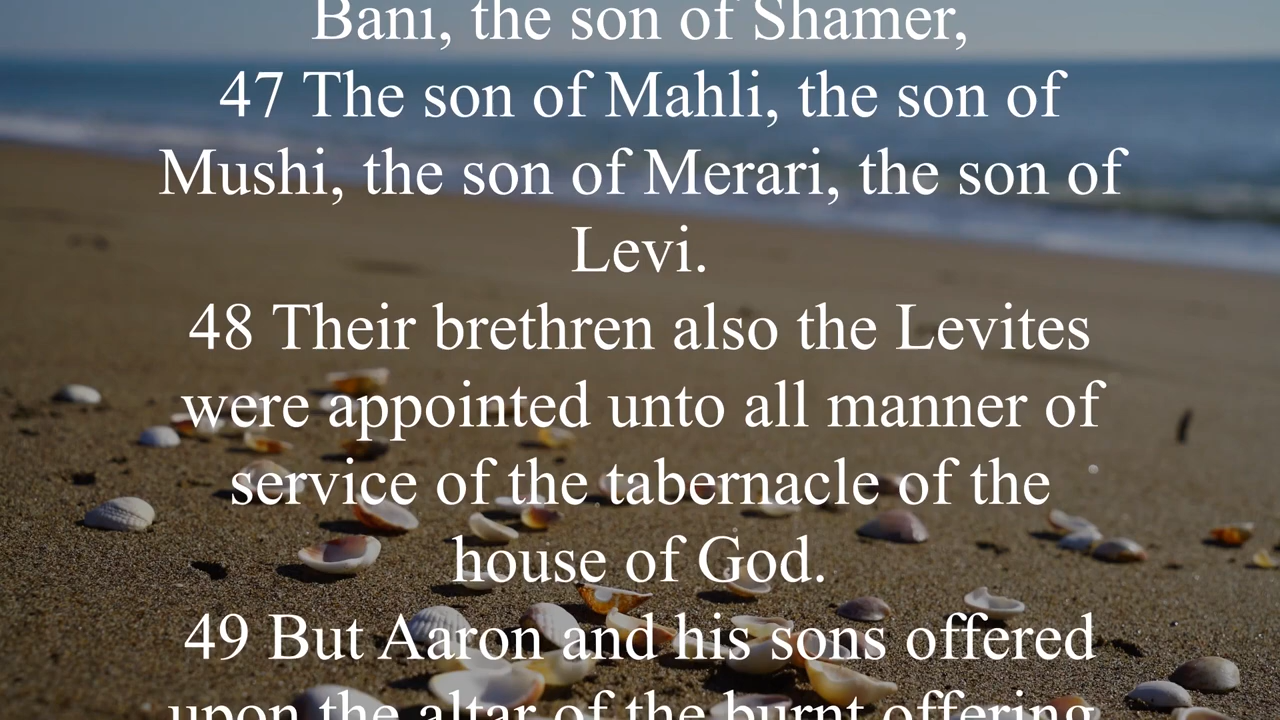 Bani, the son of Shamer,
47 The son of Mahli, the son of
Mushi, the son of Merari, the son of
Levi.
48 Their brethren also the Levites
were appointed unto all manner of
service of the tabernacle of the
house of God.
49 But Aaron and his sons offered
upon the altar of the burnt offering,